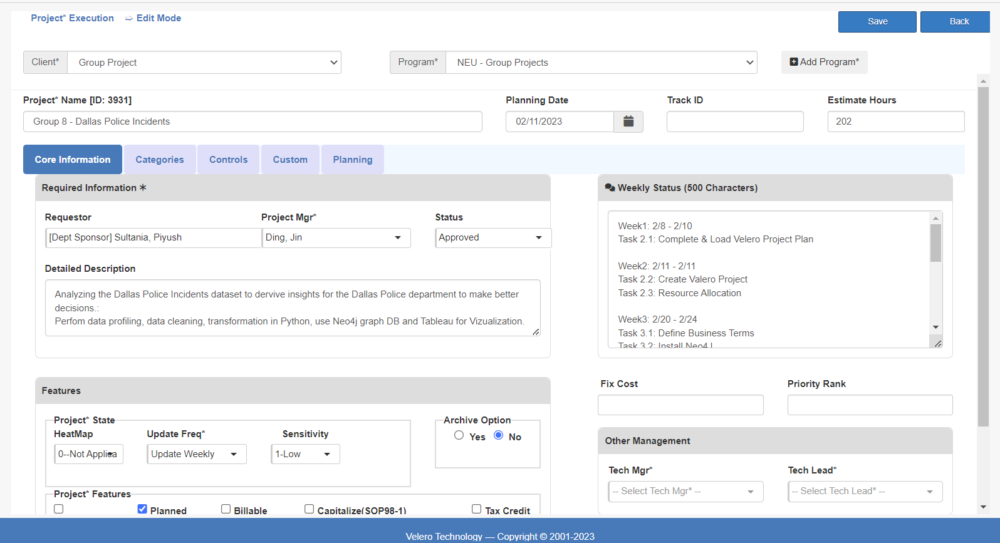 Project* Execution ⇨ Edit Mode
Save
Back
Client*
Group Project
Program*
NEU - Group Projects
Add Program*
Project* Name [ID: 3931]
Planning Date
Track ID
Estimate Hours
Group 8 - Dallas Police Incidents
02/11/2023
202
Core Information
Categories
Controls
Custom
Planning
Required Information *
Requestor
Project Mgr*
Status
[Dept Sponsor] Sultania, Piyush
Ding, Jin
Approved
Detailed Description
Analyzing the Dallas Police Incidents dataset to dervive insights for the Dallas Police department to make better
decisions.:
Perfom data profiling, data cleaning, transformation in Python, use Neo4j graph DB and Tableau for Vizualization.
Weekly Status (500 Characters)
Week1: 2/8 - 2/10
Task 2.1: Complete & Load Velero Project Plan
Week2: 2/11 - 2/11
Task 2.2: Create Valero Project
Task 2.3: Resource Allocation
Week3: 2/20 - 2/24
Task 3.1: Define Business Terms
Task 3.2: Install Neo4J
Features
Project* State
HeatMap
Update Freq*
Sensitivity
0--Not Applica
Update Weekly
1-Low
Archive Option
Yes
No
Project* Features
Planned
Billable
Capitalize(SOP98-1)
Tax Credit
Fix Cost
Priority Rank
Other Management
Tech Mgr*
Tech Lead*
-- Select Tech Mgr* --
-- Select Tech Lead* --
Velero Technology — Copyright © 2001-2023